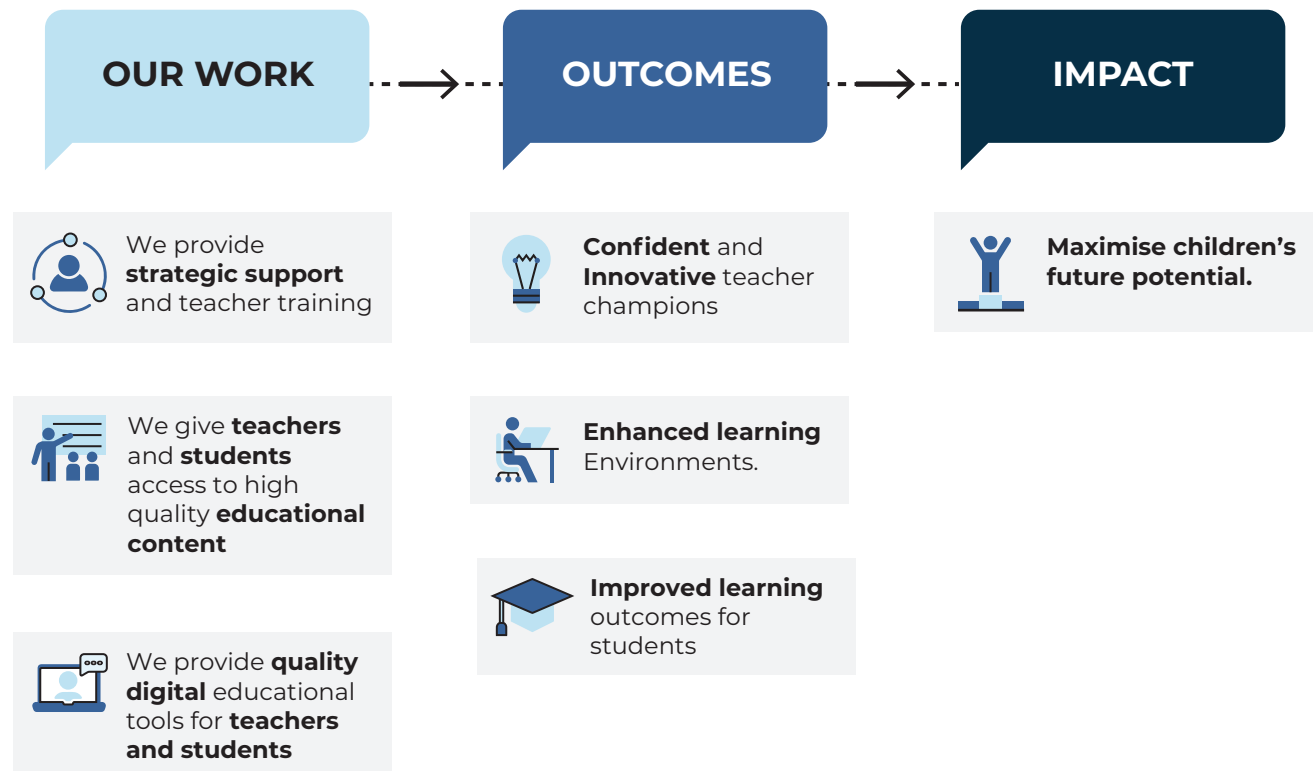 OUR WORK
OUTCOMES
IMPACT
We provide
strategic support
and teacher training
We give teachers
and students
access to high
quality educational
content
We provide quality
digital educational
tools for teachers
and students
Confident and
Innovative teacher
champions
Enhanced learning
Environments.
Improved learning
outcomes for
students
Maximise children’s
future potential.